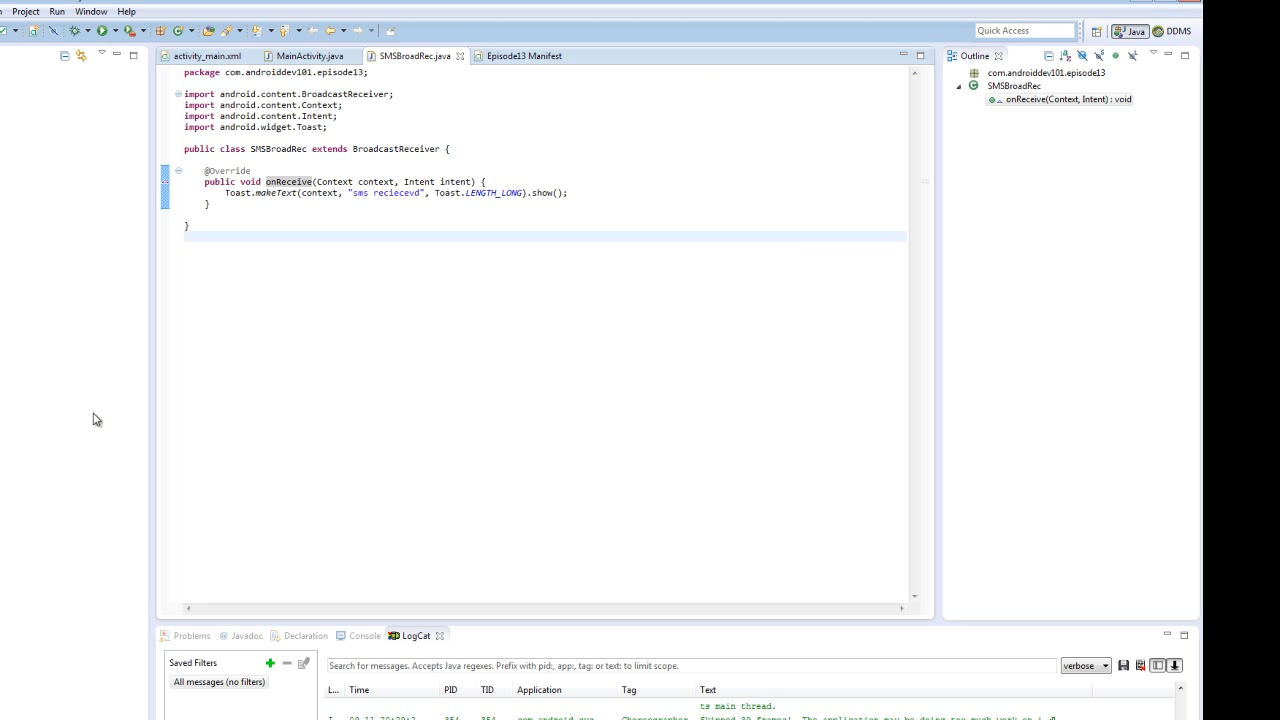 Project Run Window Help
Quick Access
Java
DDMS
activity_main.xml
MainActivity.java
SMSBroadRec.java
Episode13 Manifest
package com.androiddev101.episode13;
import android.content.BroadcastReceiver;
import android.content.Context;
import android.content.Intent;
import android.widget.Toast;
public class SMSBroadRec extends BroadcastReceiver {
@Override
public void onReceive(Context context, Intent intent) {
Toast.makeText(context, "sms reciecevd", Toast.LENGTH_LONG).show();
}
}
Outline
com.androiddev101.episode13
SMSBroadRec
onReceive(Context, Intent) : void
Problems
@ Javadoc
Declaration
Console
LogCat
Saved Filters
All messages (no filters)
Search for messages. Accepts Java regexes. Prefix with pid:, app:, tag: or text: to limit scope.
verbose
L... Time PID TID Application Tag Text
ts main thread.